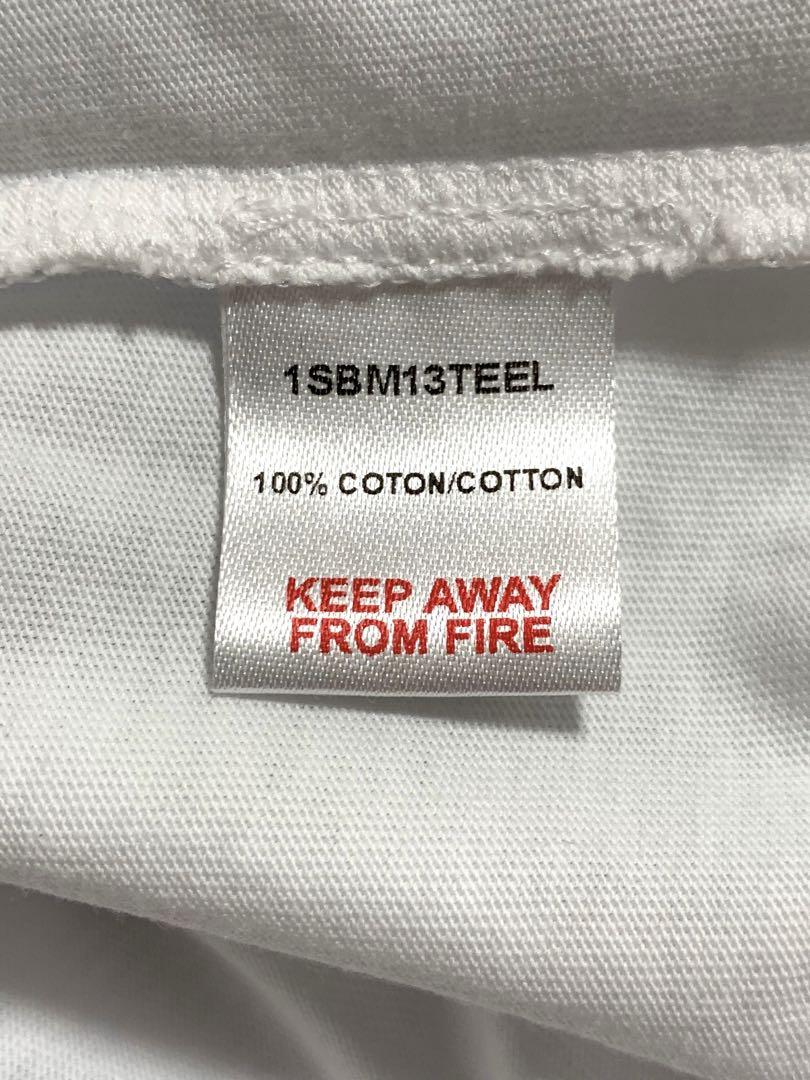 1SBM13TEEL
100% COTON/COTTON
KEEP AWAY
FROM FIRE